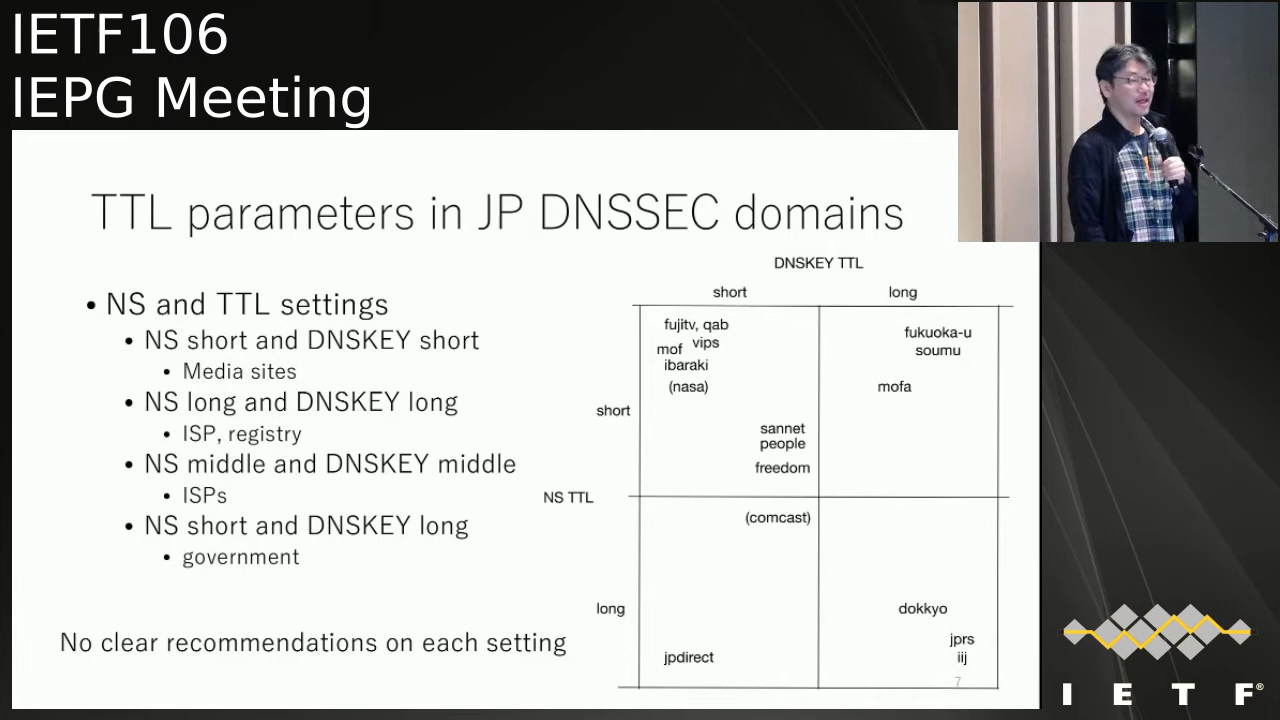 IETF106
IEPG Meeting
TTL parameters in JP DNSSEC domains
• NS and TTL settings
• NS short and DNSKEY short
• Media sites
• NS long and DNSKEY long
• ISP, registry
• NS middle and DNSKEY middle
• ISPs
• NS short and DNSKEY long
• government
No clear recommendations on each setting
DNSKEY TTL
short long
fujitv, qab
vips
mof
ibaraki
(nasa)
fukuoka-u
soumu
mofa
short
sannet
people
freedom
NS TTL
(comcast)
long
dokkyo
jprs
iij
jpdirect
7
I E T F®